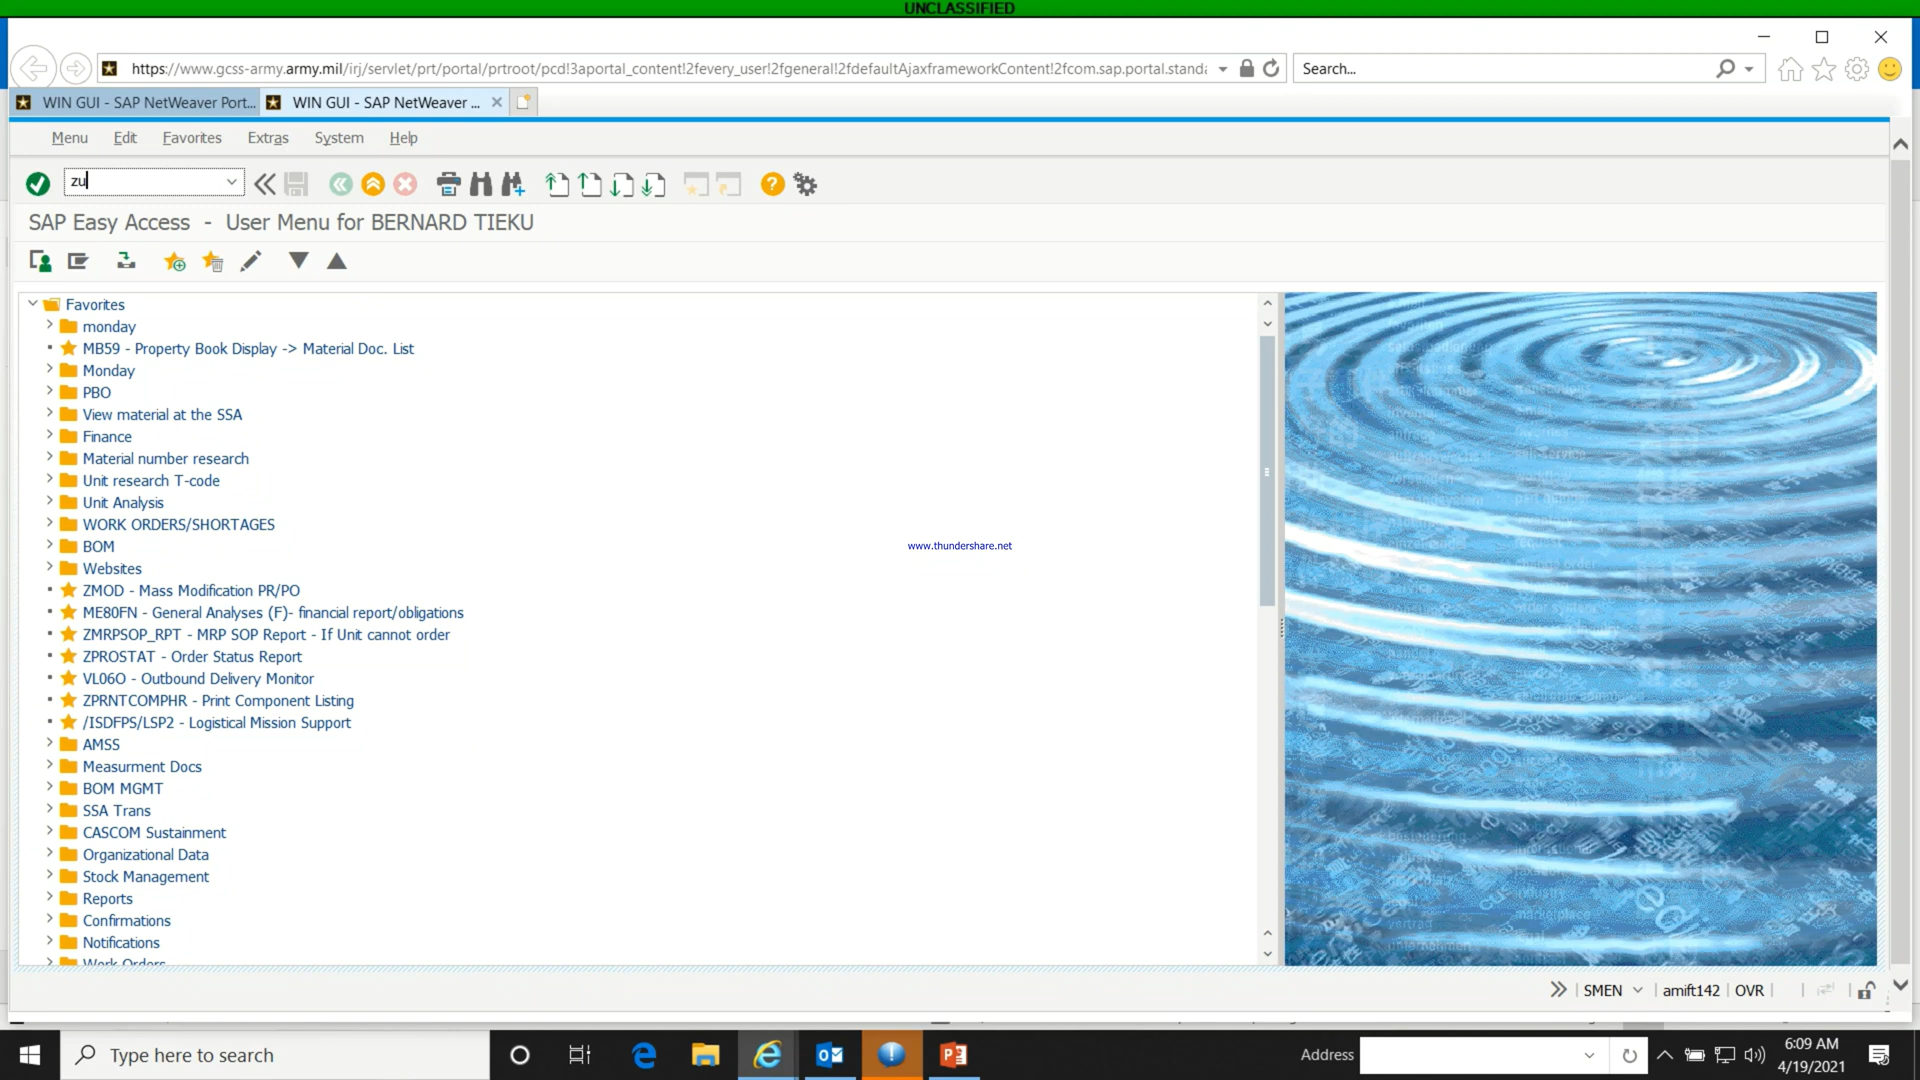 UNCLASSIFIED
https://www.gcss-army.army.mil/irj/servlet/prt/portal/prtroot/pcd!3aportal_content!2fevery_user!2fgeneral!2fdefaultAjaxframeworkContent!2fcom.sap.portal.standa
Search...
WIN GUI - SAP NetWeaver Port...
WIN GUI - SAP NetWeaver ...
Menu Edit Favorites Extras System Help
zu
SAP Easy Access - User Menu for BERNARD TIEKU
Favorites
monday
MB59 - Property Book Display -> Material Doc. List
Monday
PBO
View material at the SSA
Finance
Material number research
Unit research T-code
Unit Analysis
WORK ORDERS/SHORTAGES
BOM
www.thundershare.net
Websites
ZMOD - Mass Modification PR/PO
ME80FN - General Analyses (F)- financial report/obligations
ZMRPSOP_RPT - MRP SOP Report - If Unit cannot order
ZPROSTAT - Order Status Report
VL06O - Outbound Delivery Monitor
ZPRNTCOMPHR - Print Component Listing
/ISDFPS/LSP2 - Logistical Mission Support
AMSS
Measurment Docs
BOM MGMT
SSA Trans
CASCOM Sustainment
Organizational Data
Stock Management
Reports
Confirmations
Notifications
Work Orders
SMEN amift142 OVR
Type here to search
Address
6:09 AM
4/19/2021